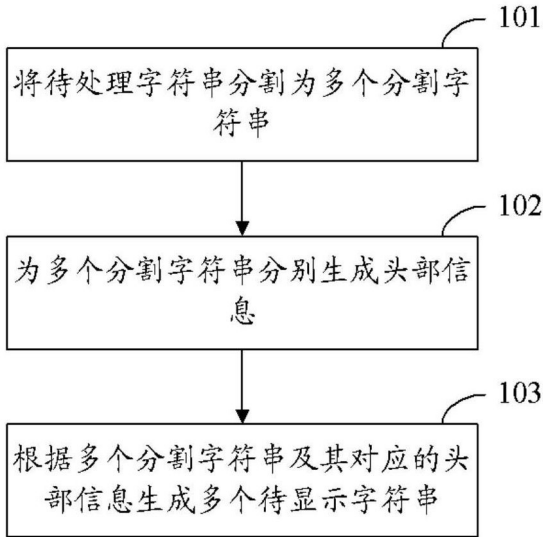 101
将待处理字符串分割为多个分割字
符串
102
为多个分割字符串分别生成头部信
息
103
根据多个分割字符串及其对应的头
部信息生成多个待显示字符串